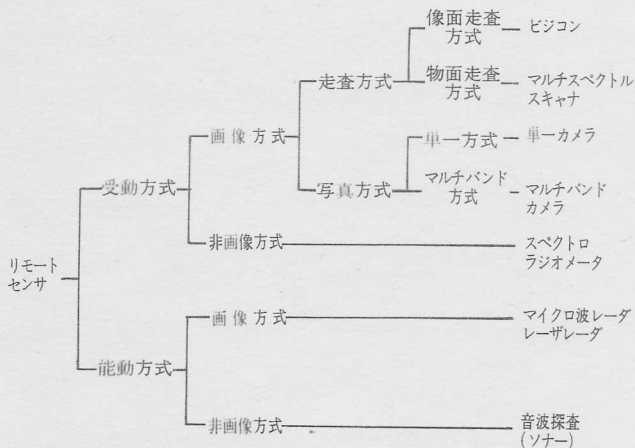 像面走査
方式
ビジコン
走査方式
物面走査
方式
マルチスペクトル
スキャナ
画像方式
単一方式
単一カメラ
受動方式
写真方式
マルチバンド
方式
マルチバンド
カメラ
非画像方式
スペクトロ
ラジオメータ
リモート
センサ
画像方式
マイクロ波レーダ
レーザレーダ
能動方式
非画像方式
音波探査
(ソナー)